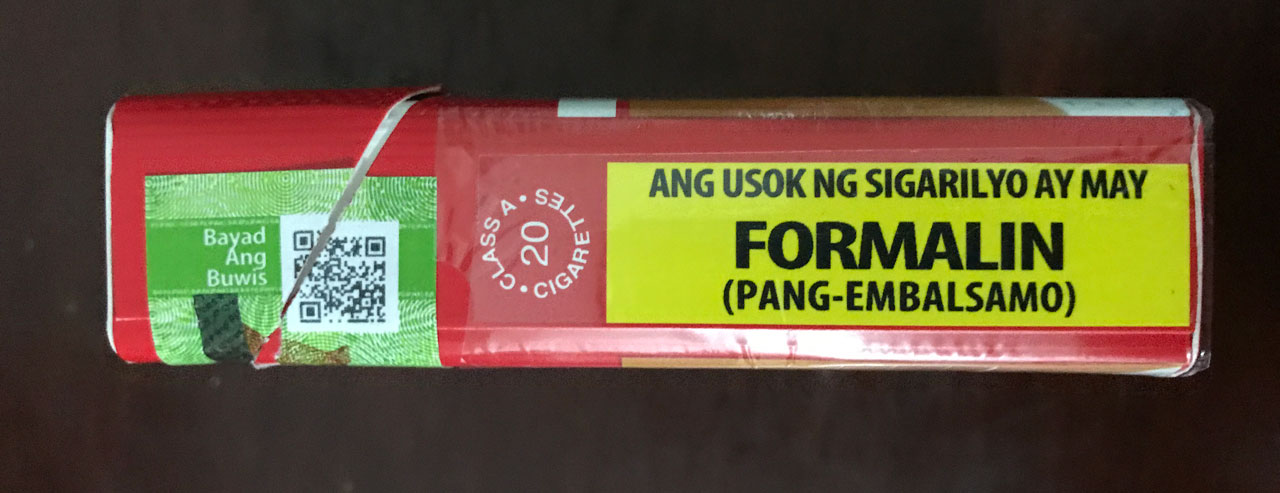 Bayad
Ang
Buwis
CLASS A • CIGARETTES •
20
ANG USOK NG SIGARILYO AY MAY
FORMALIN
(PANG-EMBALSAMO)